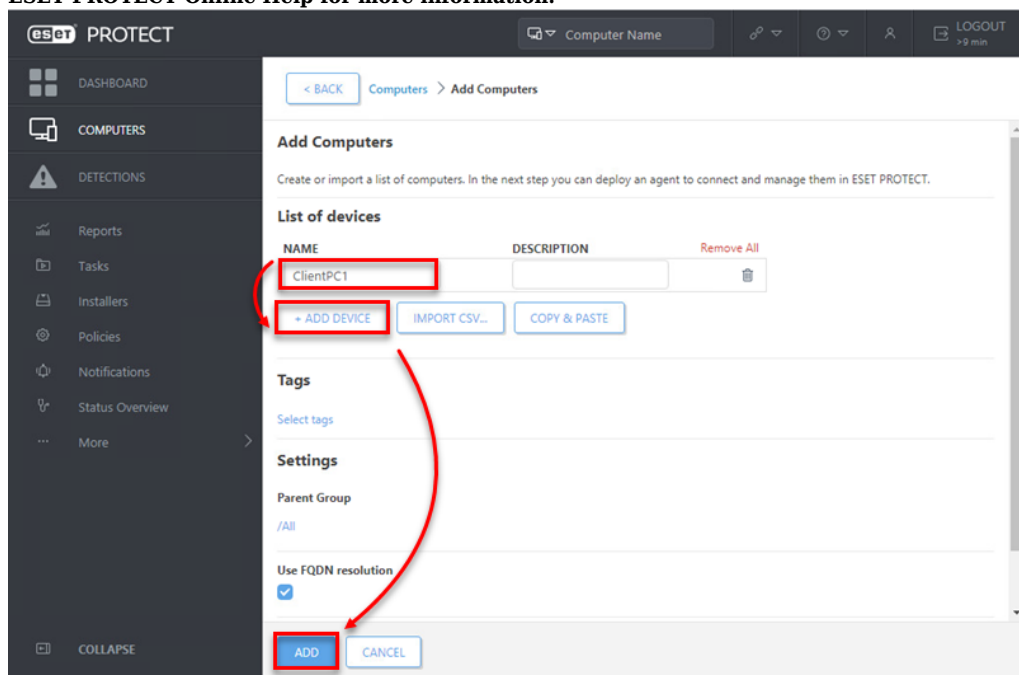 ESET PROTECT Online Help for more information.
eset PROTECT
Computer Name
LOGOUT
>9 min
DASHBOARD
COMPUTERS
DETECTIONS
Reports
Tasks
Installers
Policies
Notifications
Status Overview
More
COLLAPSE
< BACK Computers > Add Computers
Add Computers
Create or import a list of computers. In the next step you can deploy an agent to connect and manage them in ESET PROTECT.
List of devices
NAME DESCRIPTION Remove All
ClientPC1
+ ADD DEVICE IMPORT CSV... COPY & PASTE
Tags
Select tags
Settings
Parent Group
/All
Use FQDN resolution
ADD CANCEL